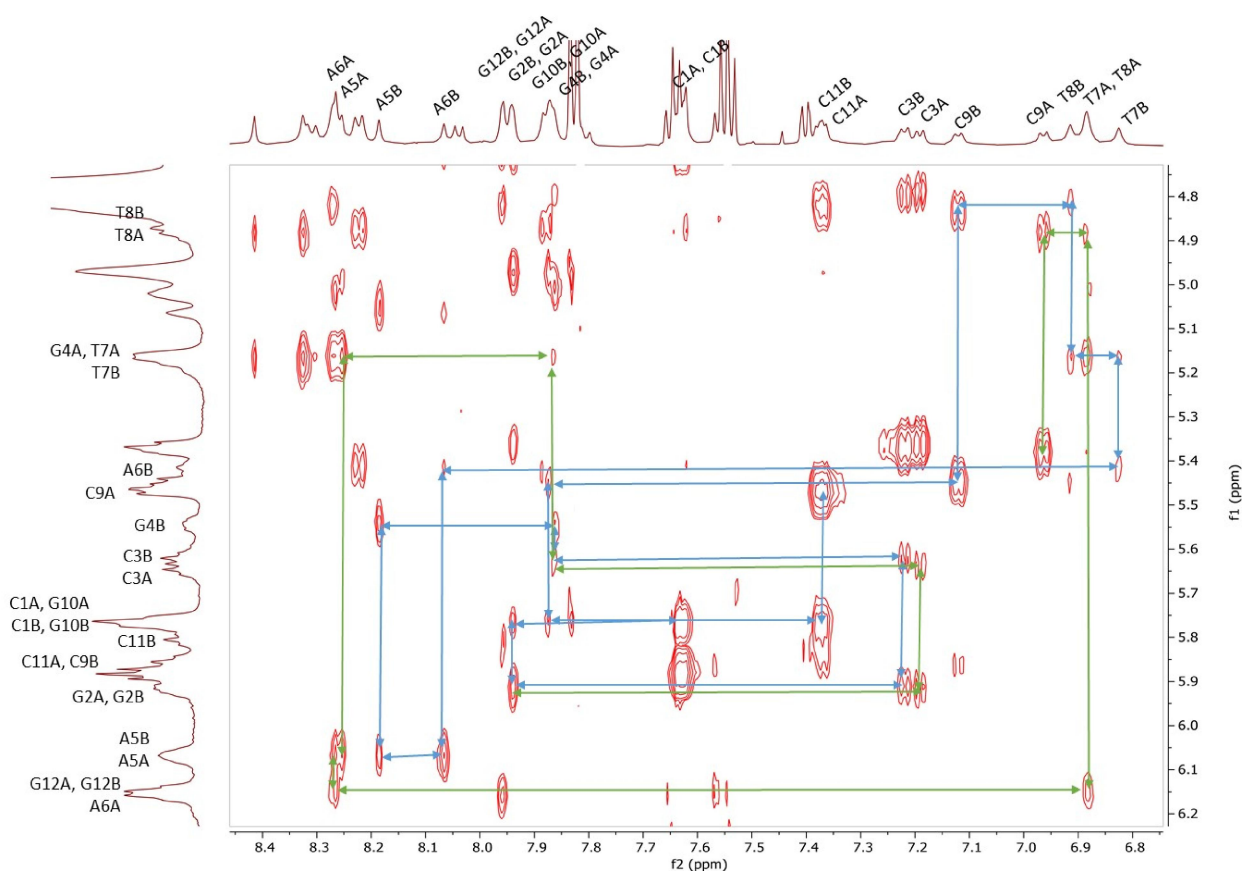 A6A
A5A
A5B
A6B
G12B, G12A
G2B, G2A
G10B, G10A
G4B, G4A
C1A, C1B
C11B
C11A
C3B
C3A
C9B
C9A
T8B
T7A, T8A
T7B
T8B
T8A
G4A, T7A
T7B
A6B
C9A
G4B
C3B
C3A
C1A, G10A
C1B, G10B
C11B
C11A, C9B
G2A, G2B
A5B
A5A
G12A, G12B
A6A
4.8
4.9
5.0
5.1
5.2
5.3
5.4
5.5
5.6
5.7
5.8
5.9
6.0
6.1
6.2
f1 (ppm)
8.4 8.3 8.2 8.1 8.0 7.9 7.8 7.7 7.6 7.5 7.4 7.3 7.2 7.1 7.0 6.9 6.8
f2 (ppm)